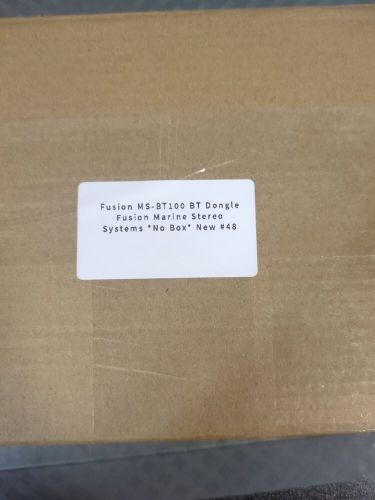 Fusion MS-BT100 BT Dongle
Fusion Marine Stereo
Systems *No Box* New #48